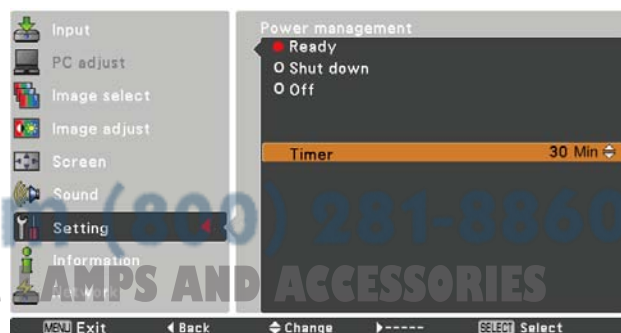 Input
PC adjust
Image select
Image adjust
Screen
Sound
Setting
Information
Network
Power management
Ready
Shut down
Off
Timer 30 Min
m (800) 281-8860
AMPS AND ACCESSORIES
MENU Exit Back Change ----- SELECT Select